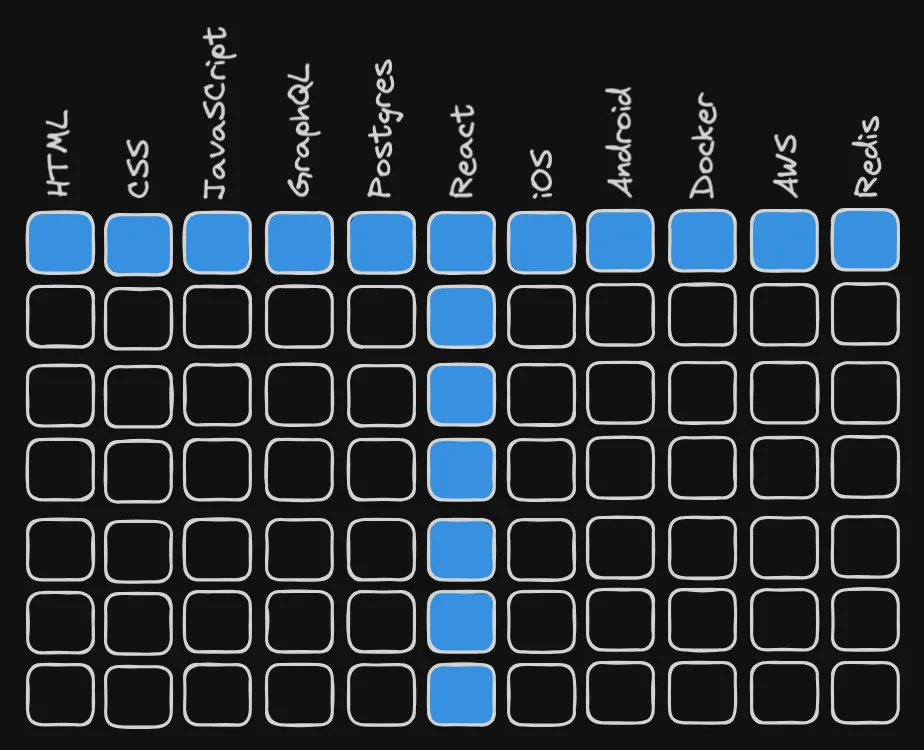 HTML
CSS
JavaSCript
GraphQL
Postgres
React
iOS
Android
Docker
AWS
Redis